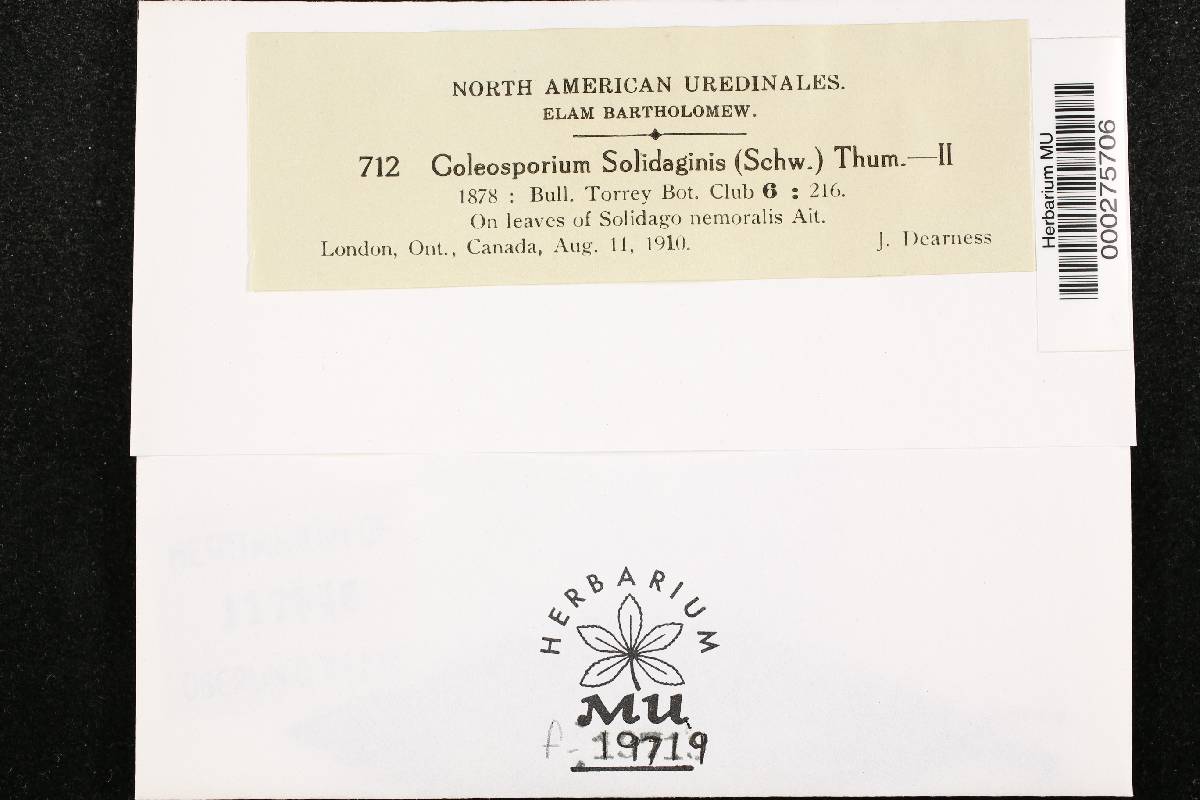 NORTH AMERICAN UREDINALES.
ELAM BARTHOLOMEW.
712 Coleosporium Solidaginis (Schw.) Thum.—II
1878 : Bull. Torrey Bot. Club 6 : 216.
On leaves of Solidago nemoralis Ait.
London, Ont., Canada, Aug. 11, 1910. J. Dearness
Herbarium MU
000275706
HERBARIUM
MU
f-19719